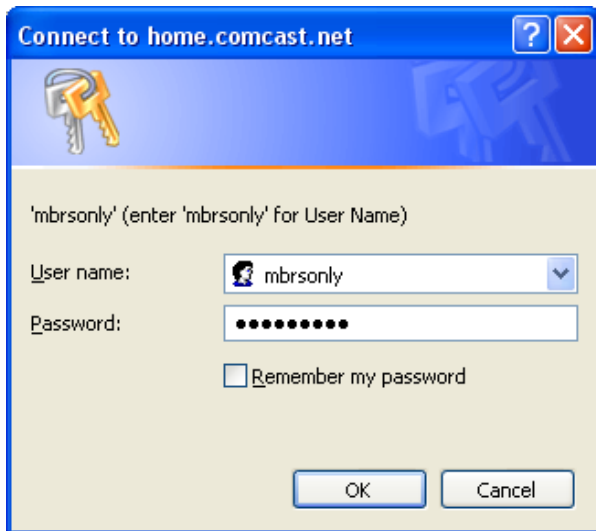 Connect to home.comcast.net
'mbrsonly' (enter 'mbrsonly' for User Name)
User name: mbrsonly
Password: •••••••••
Remember my password
OK Cancel